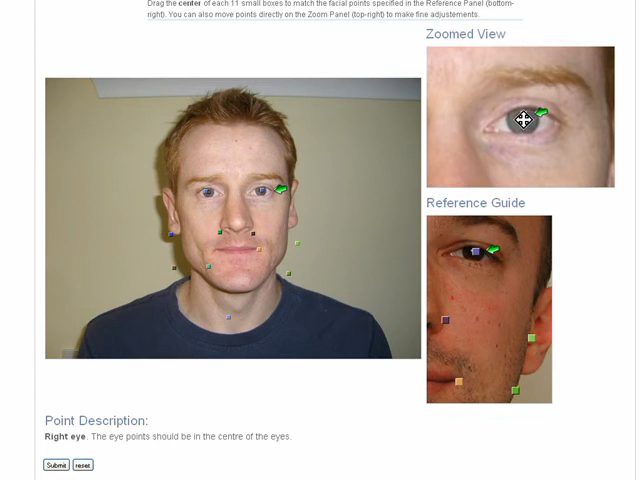 Drag the center of each 11 small boxes to match the facial points specified in the Reference Panel (bottom-
right). You can also move points directly on the Zoom Panel (top-right) to make fine adjustements.
Zoomed View
Reference Guide
Point Description:
Right eye. The eye points should be in the centre of the eyes.
Submit reset